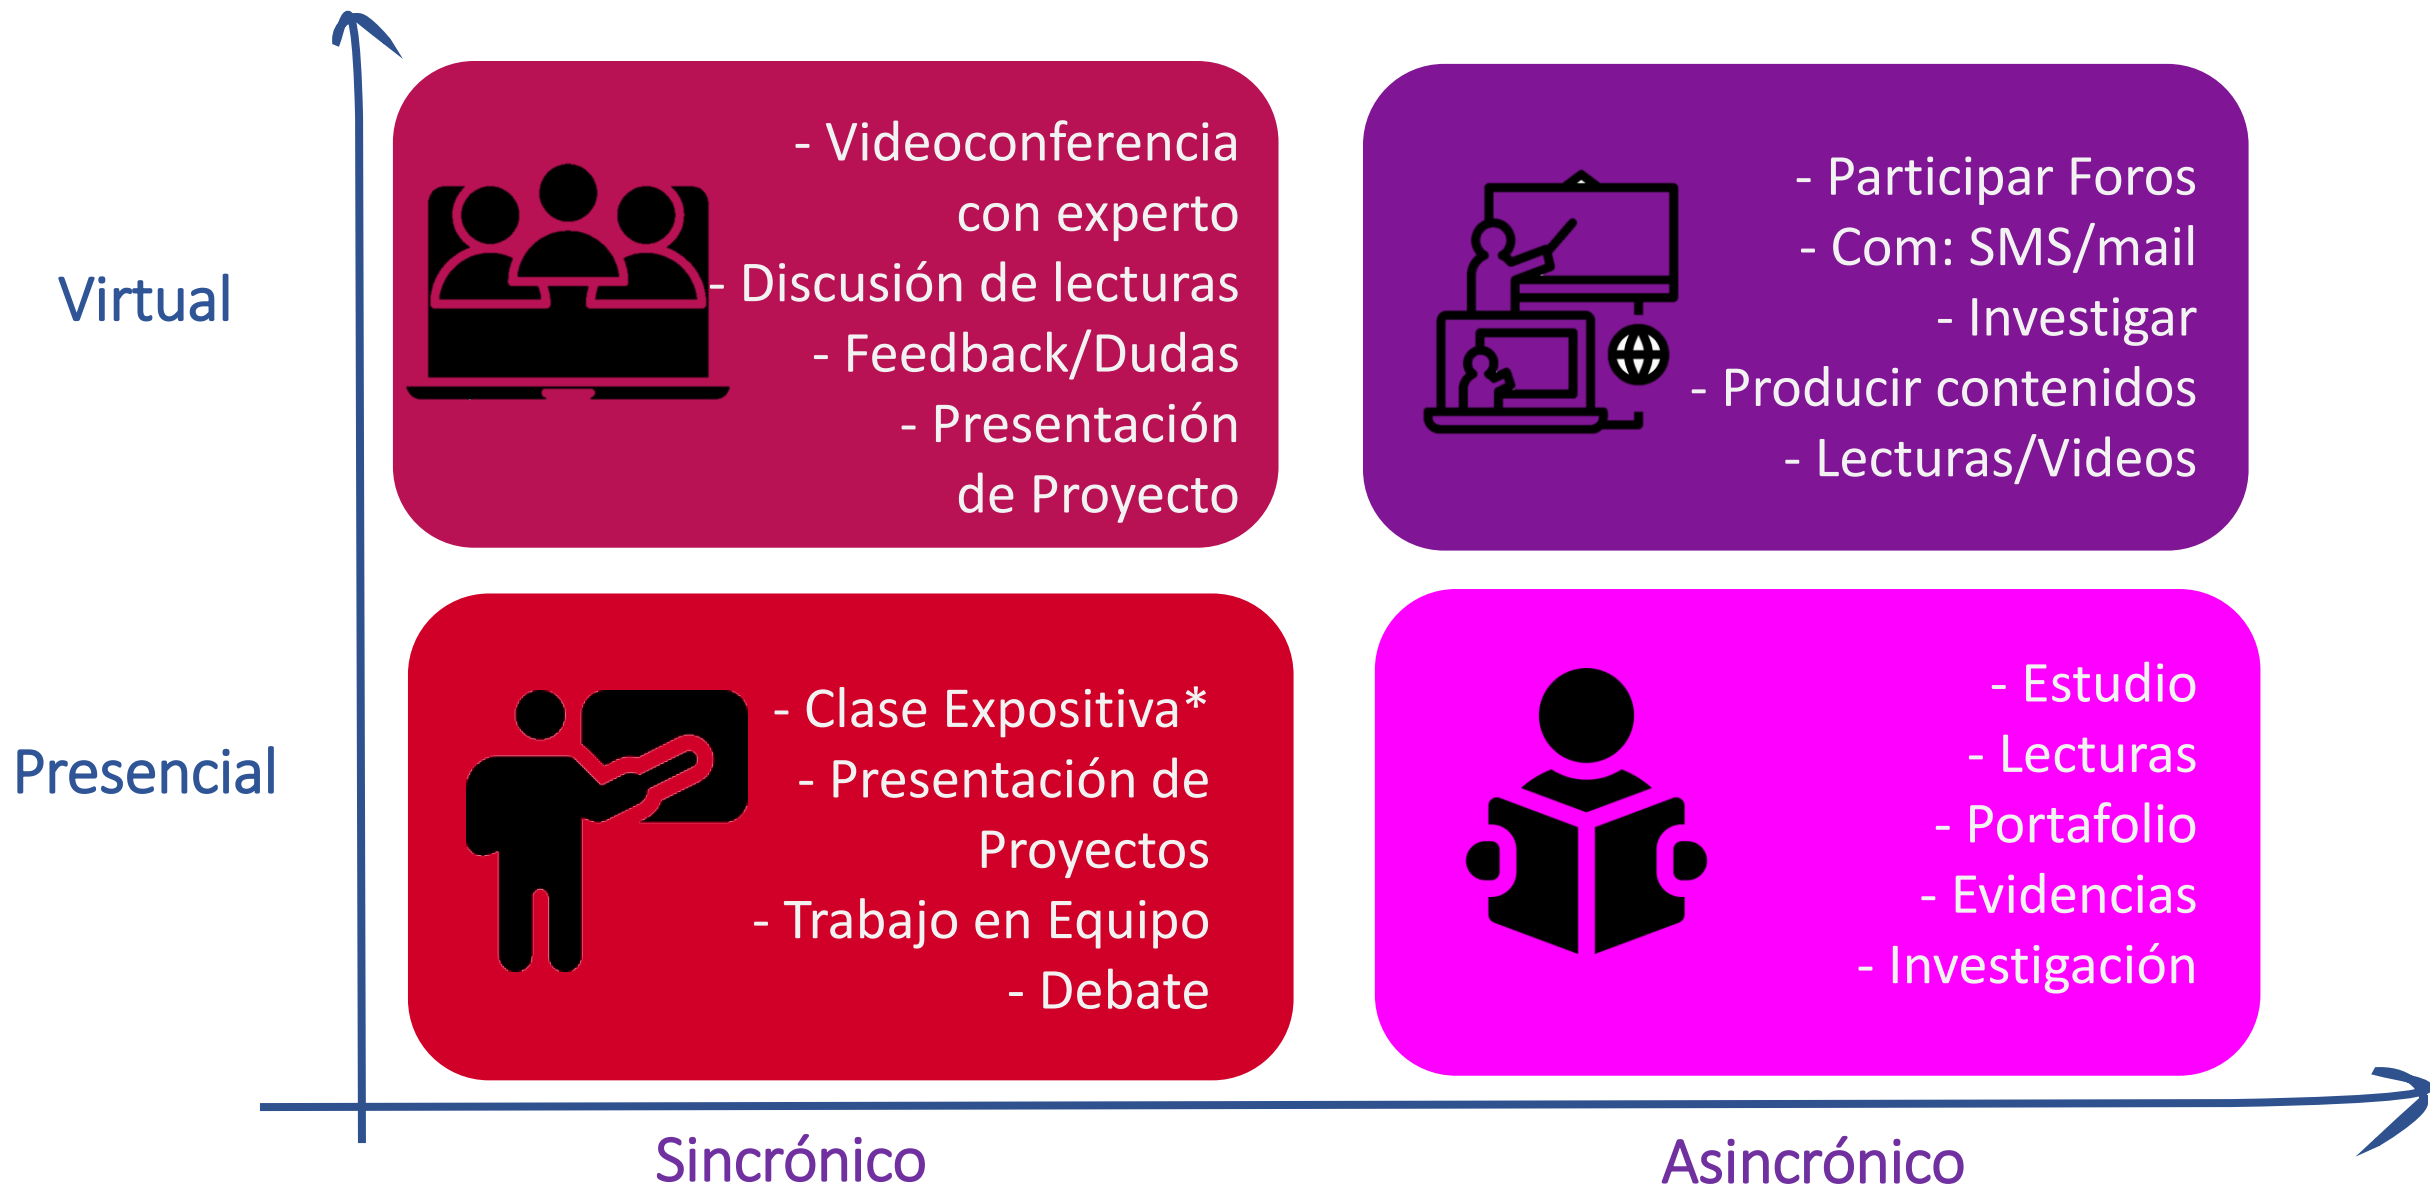 Virtual
- Videoconferencia
con experto
- Discusión de lecturas
- Feedback/Dudas
- Presentación
de Proyecto
- Participar Foros
- Com: SMS/mail
- Investigar
- Producir contenidos
- Lecturas/Videos
Presencial
- Clase Expositiva*
- Presentación de
Proyectos
- Trabajo en Equipo
- Debate
- Estudio
- Lecturas
- Portafolio
- Evidencias
- Investigación
Sincrónico
Asincrónico